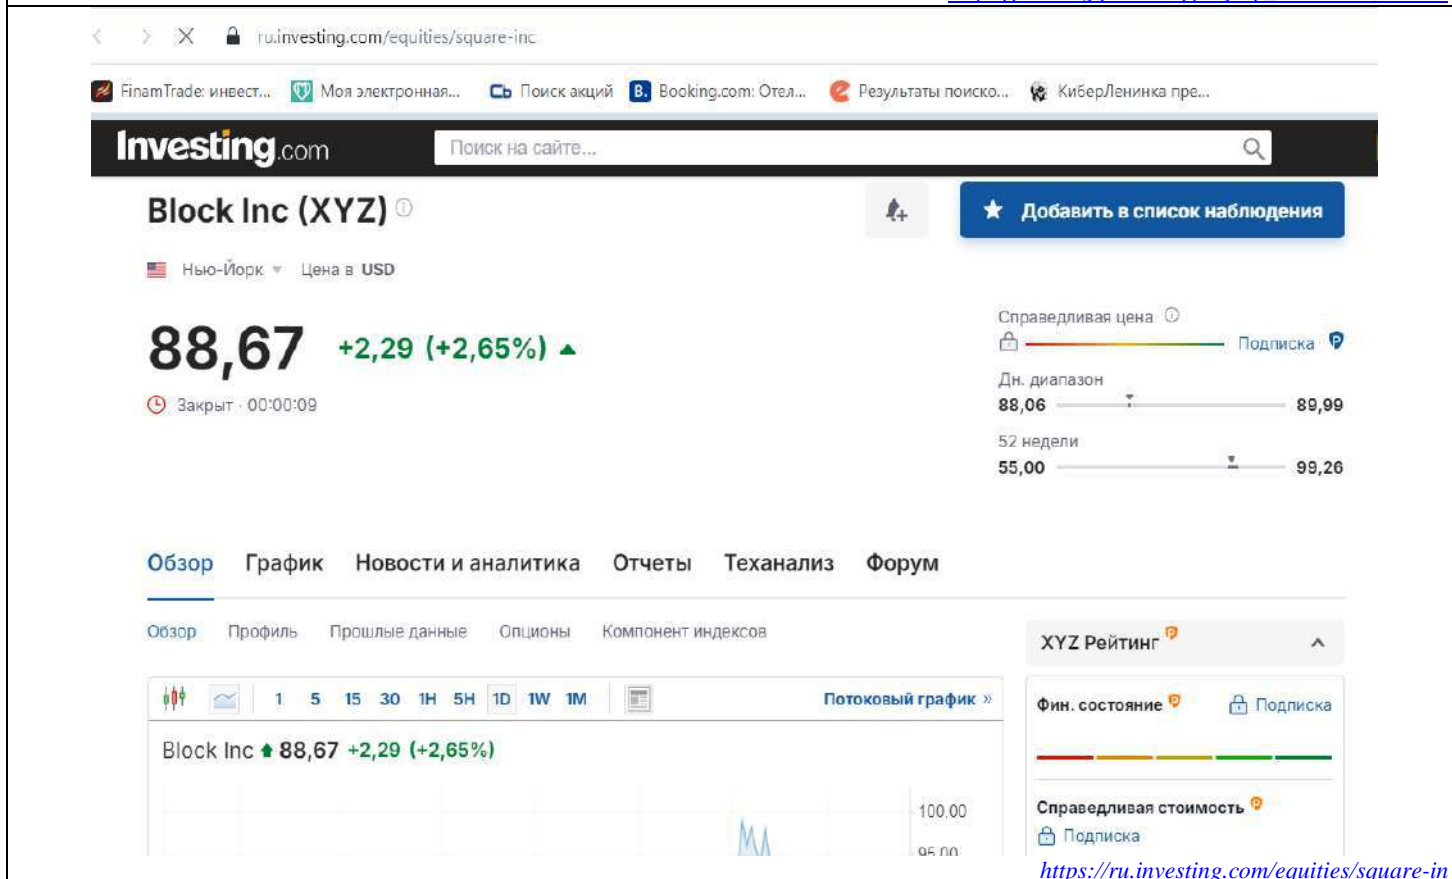 ru.investing.com/equities/square-inc
FinamTrade: инвест... Моя электронная... Сь Поиск акций B. Booking.com: Отел... Результаты поиско... КиберЛенинка пре...
Investing.com Поиск на сайте...
Block Inc (XYZ)
Добавить в список наблюдения
Нью-Йорк Цена в USD
88,67 +2,29 (+2,65%)
Закрыт · 00:00:09
Справедливая цена
Подписка
Дн. диапазон
88,06 89,99
52 недели
55,00 99,26
Обзор График Новости и аналитика Отчеты Теханализ Форум
Обзор Профиль Прошлые данные Опционы Компонент индексов
XYZ Рейтинг
1 5 15 30 1H 5H 1D 1W 1M Потоковый график »
Фин. состояние Подписка
Block Inc 88,67 +2,29 (+2,65%)
100,00
95,00
Справедливая стоимость
Подписка
https://ru.investing.com/equities/square-in